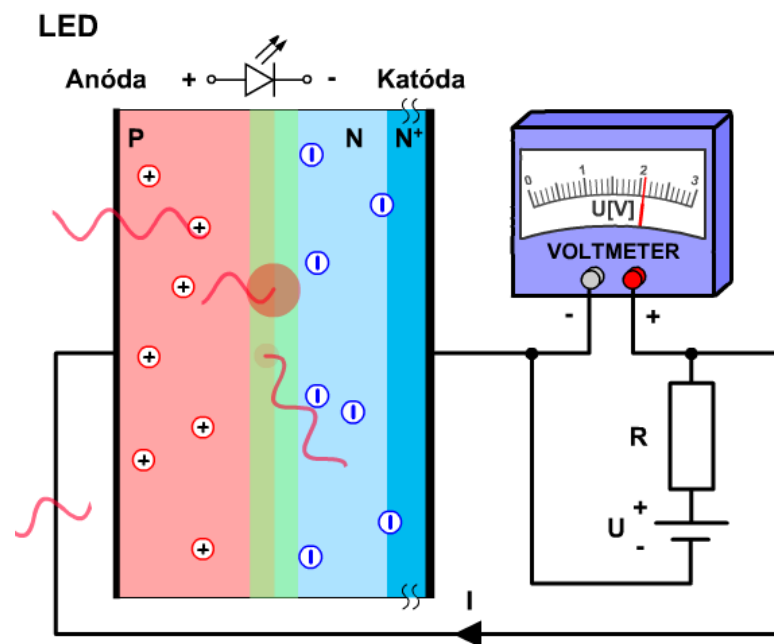 LED
Anóda + - Katóda
P N N⁺
0 1 2 3
U[V]
VOLTMETER
- +
R
+
U
-
I